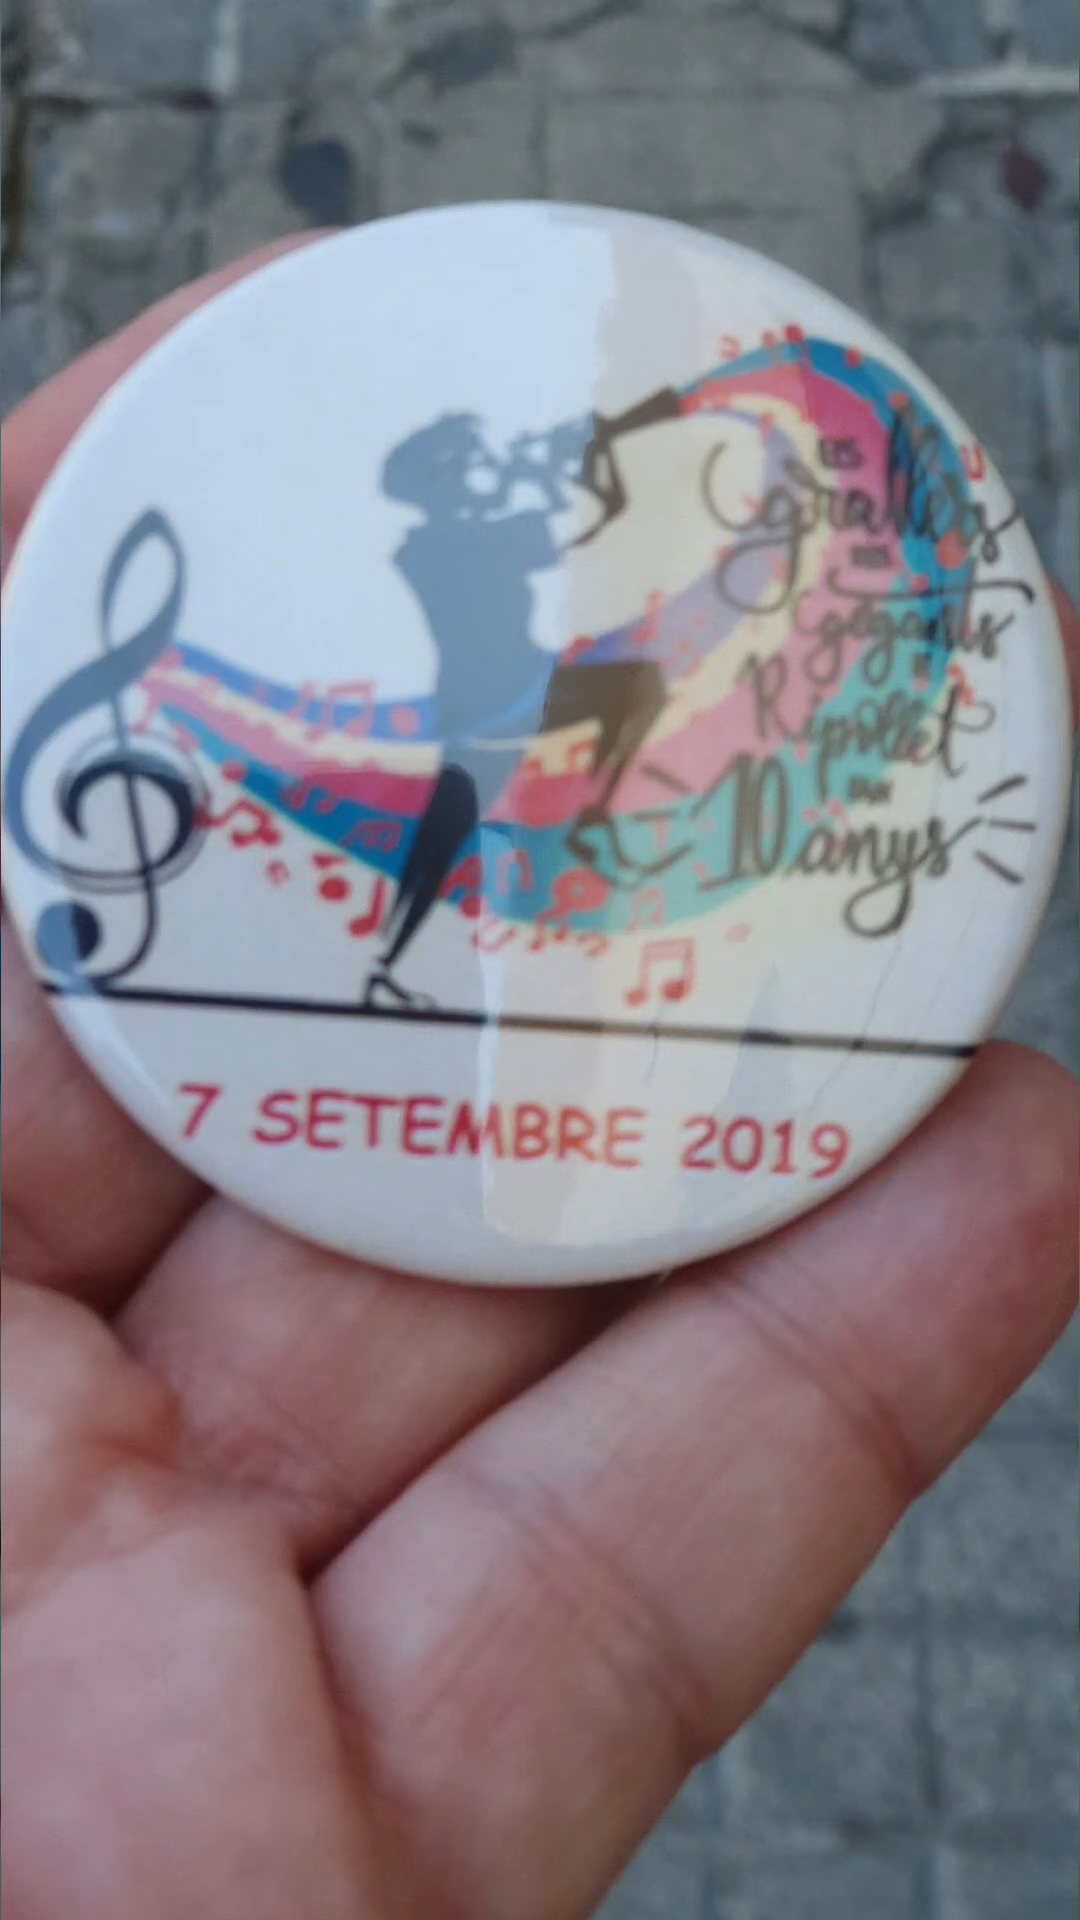 els
grallers
dels
gegants
de
Ripollet
fan
10 anys
7 SETEMBRE 2019